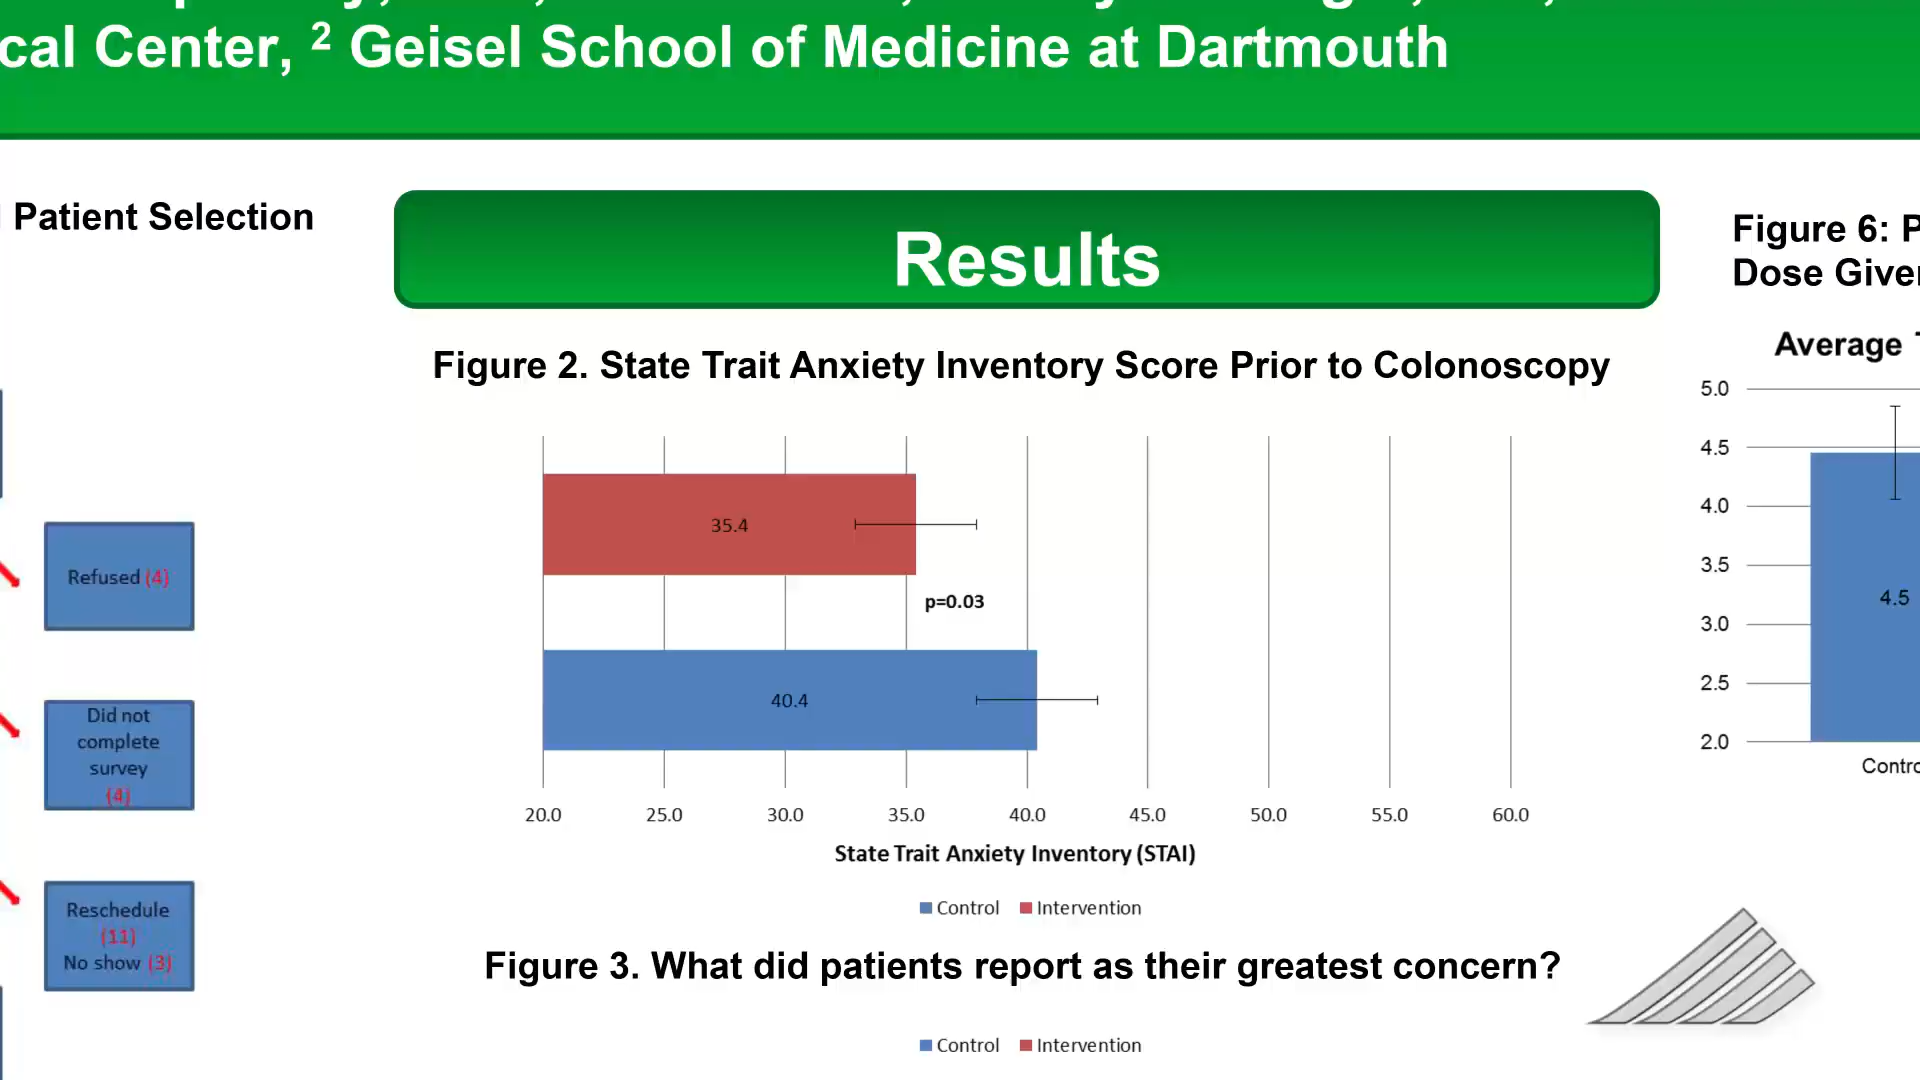 cal Center, ² Geisel School of Medicine at Dartmouth
Patient Selection
Refused (4)
Did not
complete
survey
(4)
Reschedule
(11)
No show (3)
Results
Figure 2. State Trait Anxiety Inventory Score Prior to Colonoscopy
35.4
p=0.03
40.4
20.0 25.0 30.0 35.0 40.0 45.0 50.0 55.0 60.0
State Trait Anxiety Inventory (STAI)
Control Intervention
Figure 3. What did patients report as their greatest concern?
Control Intervention
Figure 6: P
Dose Give
Average
5.0
4.5
4.0
3.5
3.0
2.5
2.0
4.5
Contro